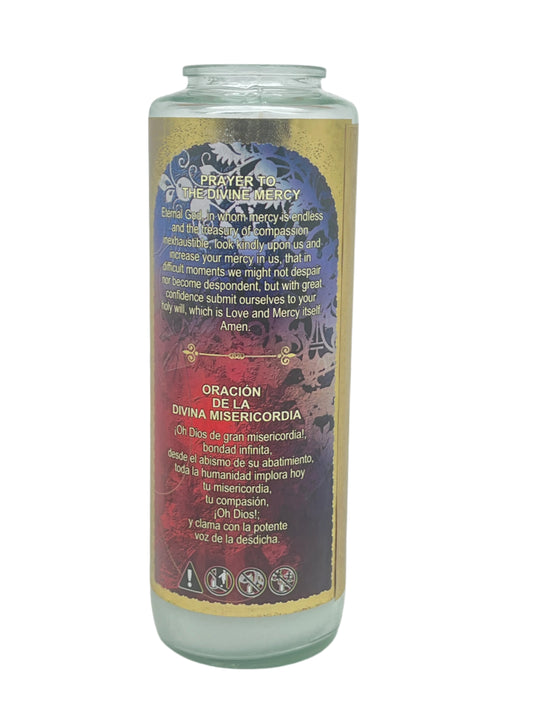 PRAYER TO
THE DIVINE MERCY
Eternal God, in whom mercy is endless
and the treasury of compassion
inexhaustible, look kindly upon us and
increase your mercy in us, that in
difficult moments we might not despair
nor become despondent, but with great
confidence submit ourselves to your
holy will, which is Love and Mercy itself
Amen.
ORACIÓN
DE LA
DIVINA MISERICORDIA
¡Oh Dios de gran misericordia!,
bondad infinita,
desde el abismo de su abatimiento,
toda la humanidad implora hoy
tu misericordia,
tu compasión,
¡Oh Dios!;
y clama con la potente
voz de la desdicha.